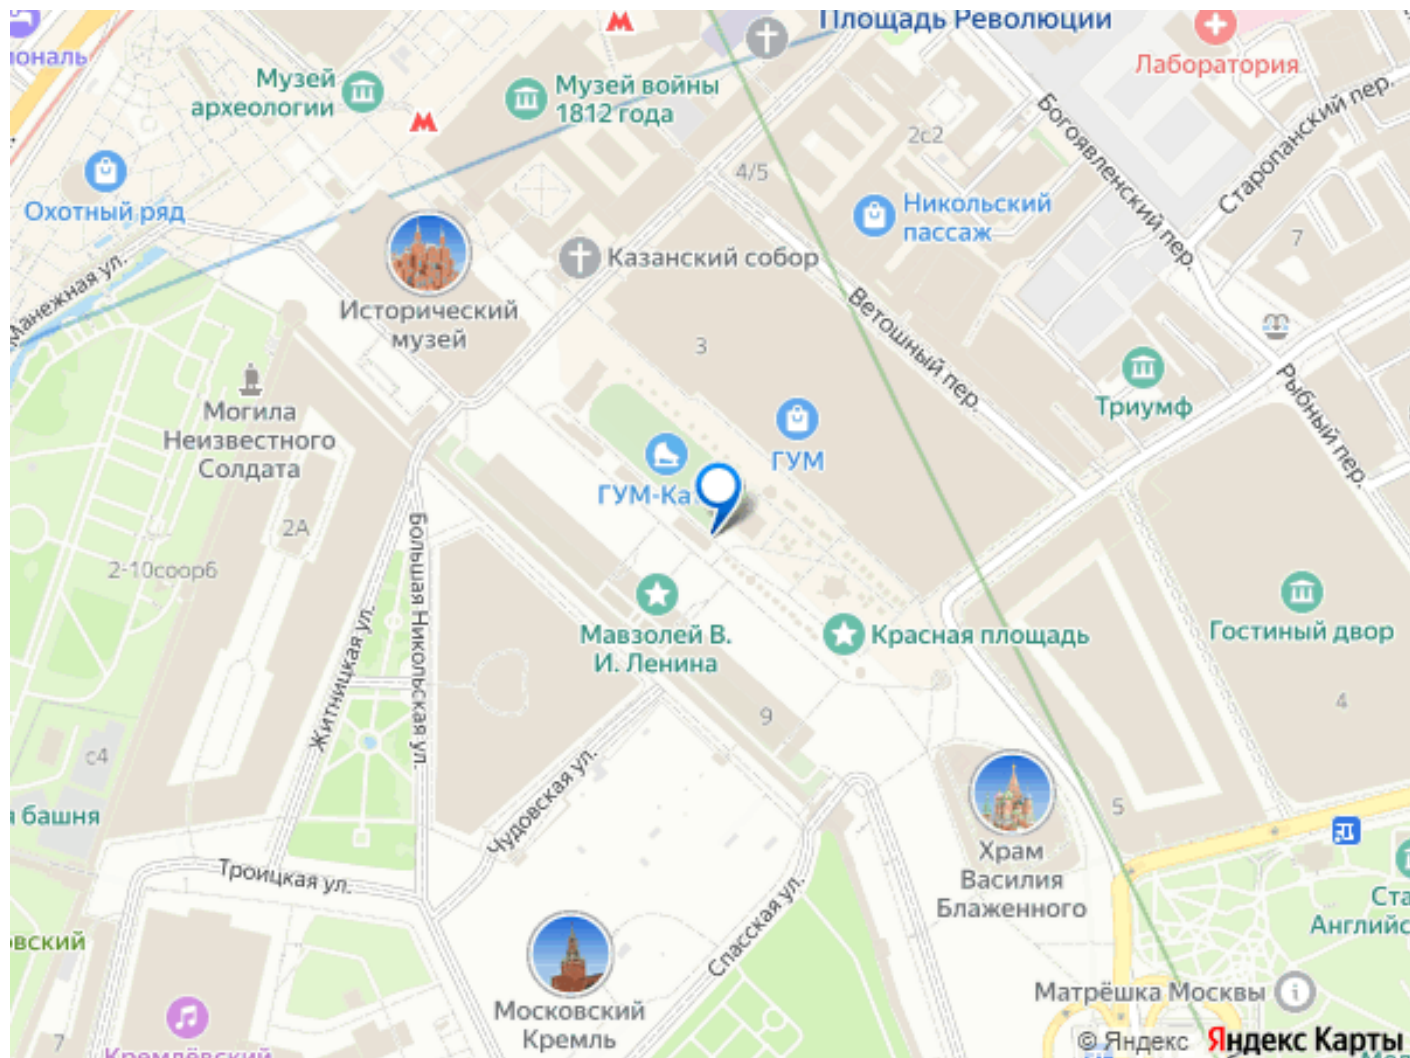 Площадь Революции
Лаборатория
Музей
археологии
Музей войны
1812 года
Старопанский пер.
Богоявленский пер.
2с2
4/5
Охотный ряд
Никольский
пассаж
7
Манежная ул.
Казанский собор
Исторический
музей
Ветошный пер.
3
Рыбный пер.
Триумф
Могила
Неизвестного
Солдата
ГУМ
2А
2-10соор6
Большая Никольская ул.
Житницкая ул.
Мавзолей В.
И. Ленина
Красная площадь
Гостиный двор
4
9
с4
Чудовская ул.
5
башня
Троицкая ул.
Храм
Василия
Блаженного
Спасская ул.
Московский
Кремль
Матрёшка Москвы
i
7
© Яндекс Яндекс Карты